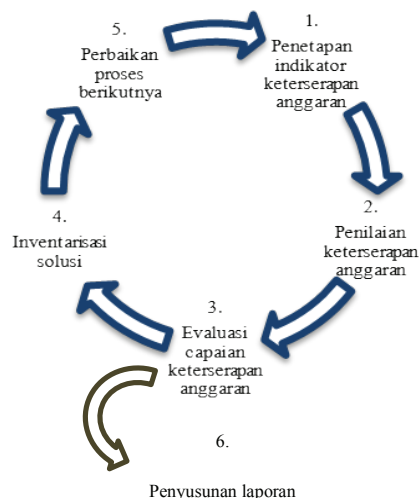 1.
Penetapan
indikator
keterserapan
anggaran
2.
Penilaian
keterserapan
anggaran
3.
Evaluasi
capaian
keterserapan
anggaran
4.
Inventarisasi
solusi
5.
Perbaikan
proses
berikutnya
6.
Penyusunan laporan